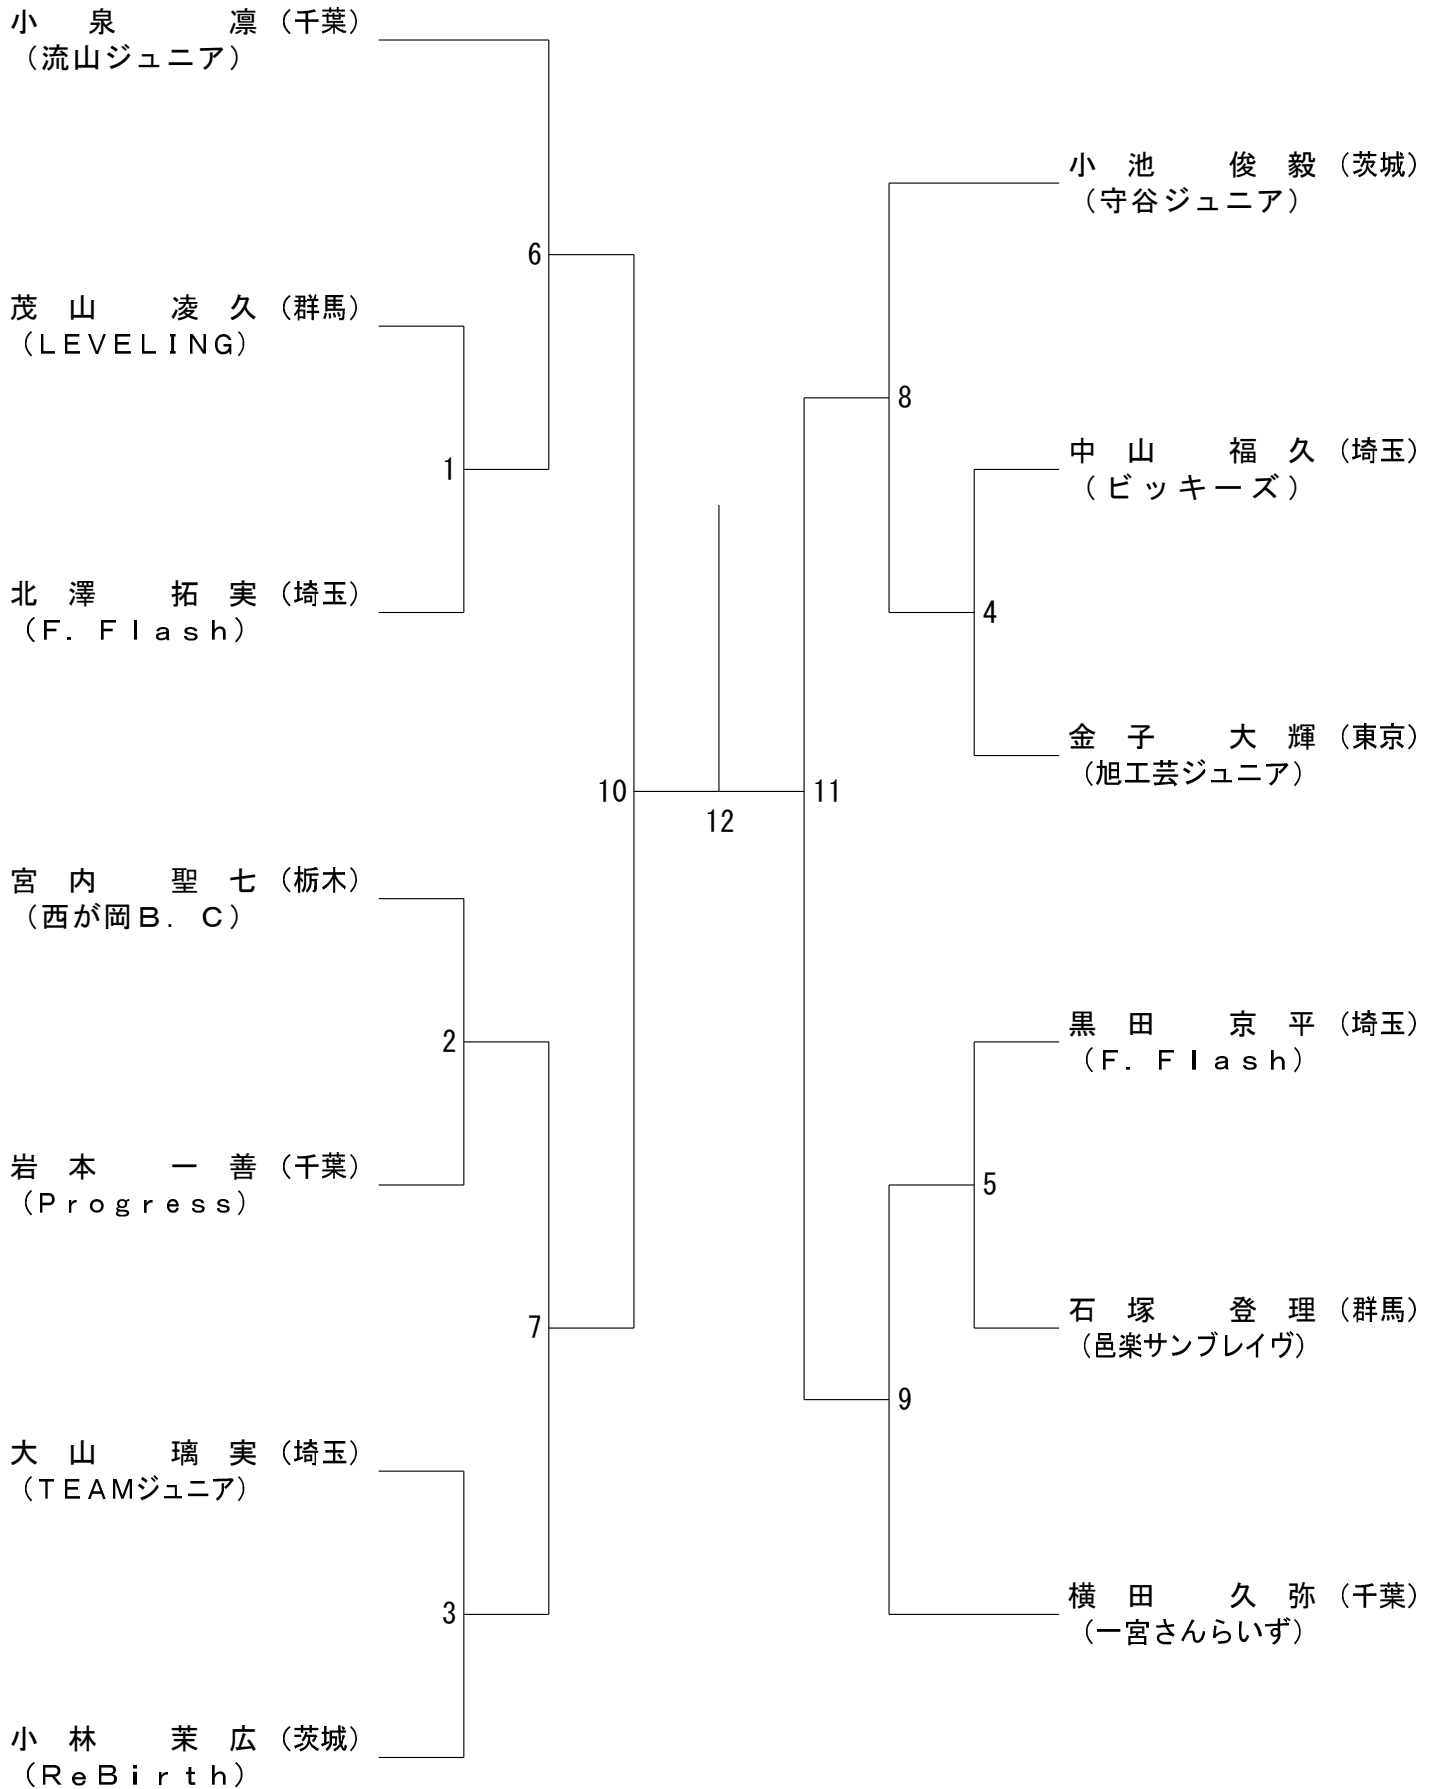 小　泉　　　凛（千葉）
（流山ジュニア）
6
茂　山　　凌　久（群馬）
（LEVELING）
1
北　澤　　拓　実（埼玉）
（F. Flash）
10
12
宮　内　　聖　七（栃木）
（西が岡B. C）
2
岩　本　　一　善（千葉）
（Progress）
7
大　山　　璃　実（埼玉）
（TEAMジュニア）
3
小　林　　茉　広（茨城）
（ReBirth）
小　池　　俊　毅（茨城）
（守谷ジュニア）
8
中　山　　福　久（埼玉）
（ビッキーズ）
4
金　子　　大　輝（東京）
（旭工芸ジュニア）
11
黒　田　　京　平（埼玉）
（F. Flash）
5
石　塚　　登　理（群馬）
（邑楽サンブレイヴ）
9
横　田　　久　弥（千葉）
（一宮さんらいず）